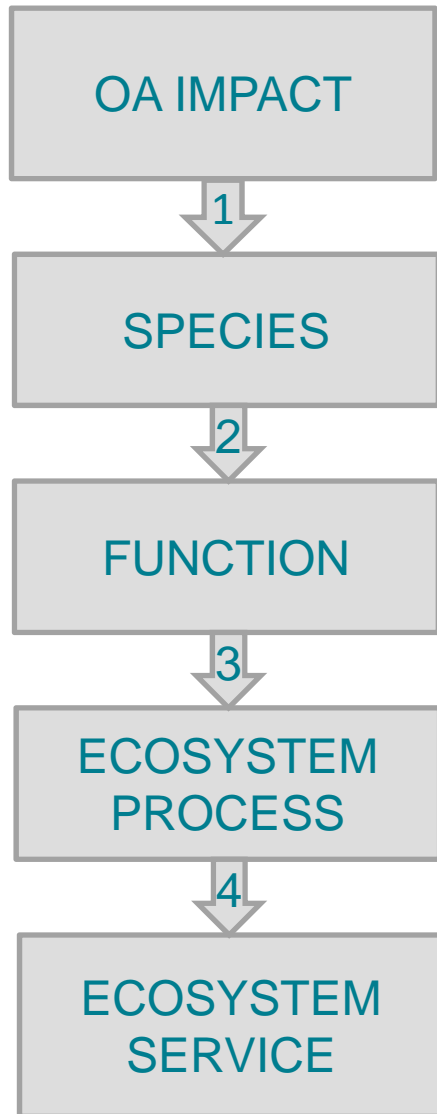 OA IMPACT
1
SPECIES
2
FUNCTION
3
ECOSYSTEM
PROCESS
4
ECOSYSTEM
SERVICE